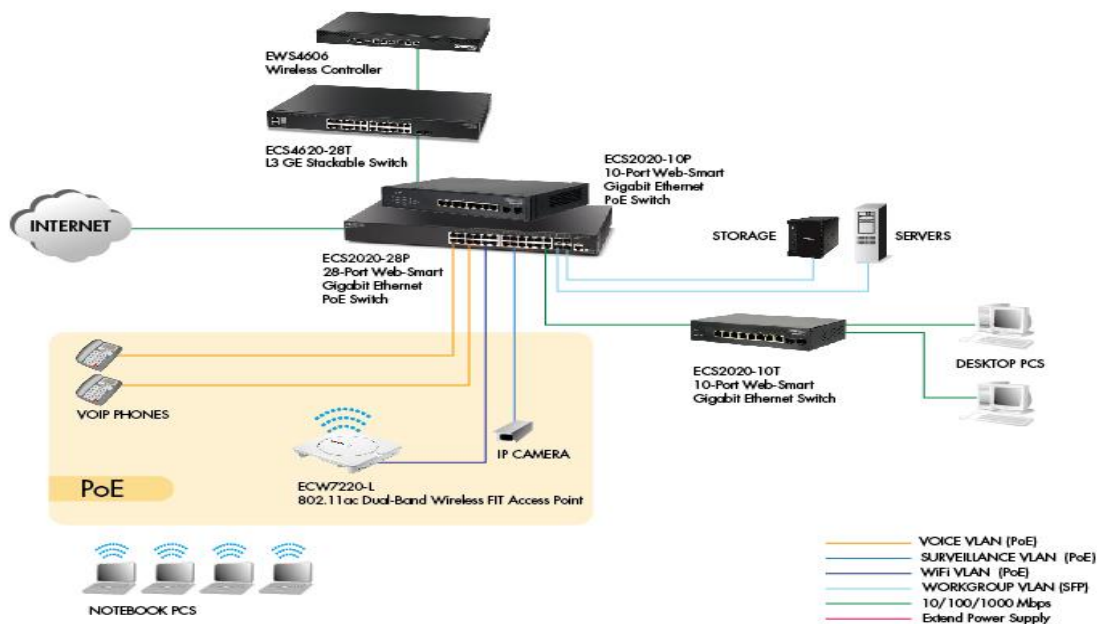 EWS4606
Wireless Controller
ECS4620-28T
L3 GE Stackable Switch
ECS2020-10P
10-Port Web-Smart
Gigabit Ethernet
PoE Switch
INTERNET
ECS2020-28P
28-Port Web-Smart
Gigabit Ethernet
PoE Switch
STORAGE
SERVERS
ECS2020-10T
10-Port Web-Smart
Gigabit Ethernet Switch
DESKTOP PCS
VOIP PHONES
IP CAMERA
ECW7220-L
802.11ac Dual-Band Wireless FIT Access Point
PoE
NOTEBOOK PCS
VOICE VLAN (PoE)
SURVEILLANCE VLAN (PoE)
WiFi VLAN (PoE)
WORKGROUP VLAN (SFP)
10/100/1000 Mbps
Extend Power Supply